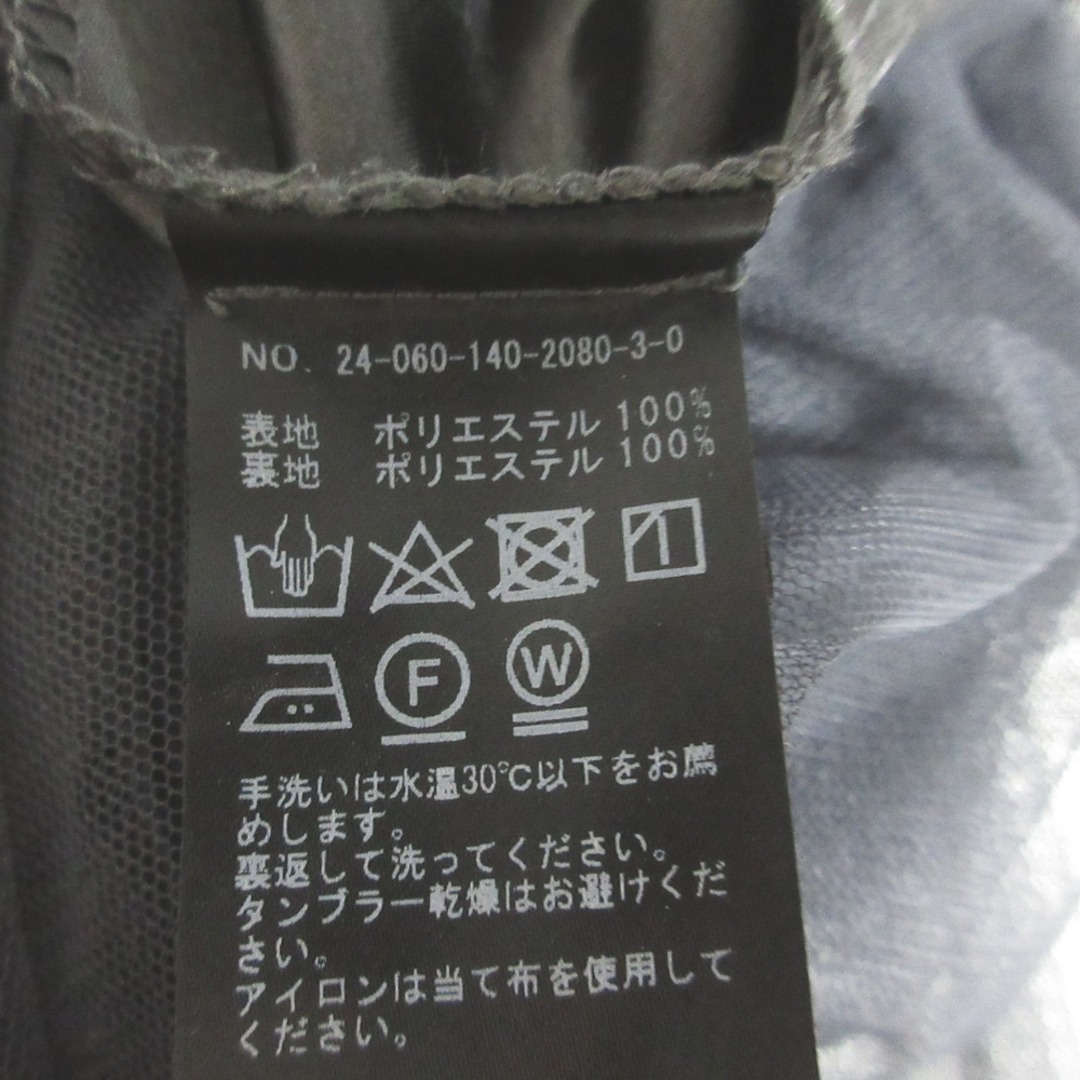 NO. 24-060-140-2080-3-0
表地 ポリエステル 100%
裏地 ポリエステル 100%
F W
手洗いは水温30℃以下をお薦
めします。
裏返して洗ってください。
タンブラー乾燥はお避けくだ
さい。
アイロンは当て布を使用して
ください。